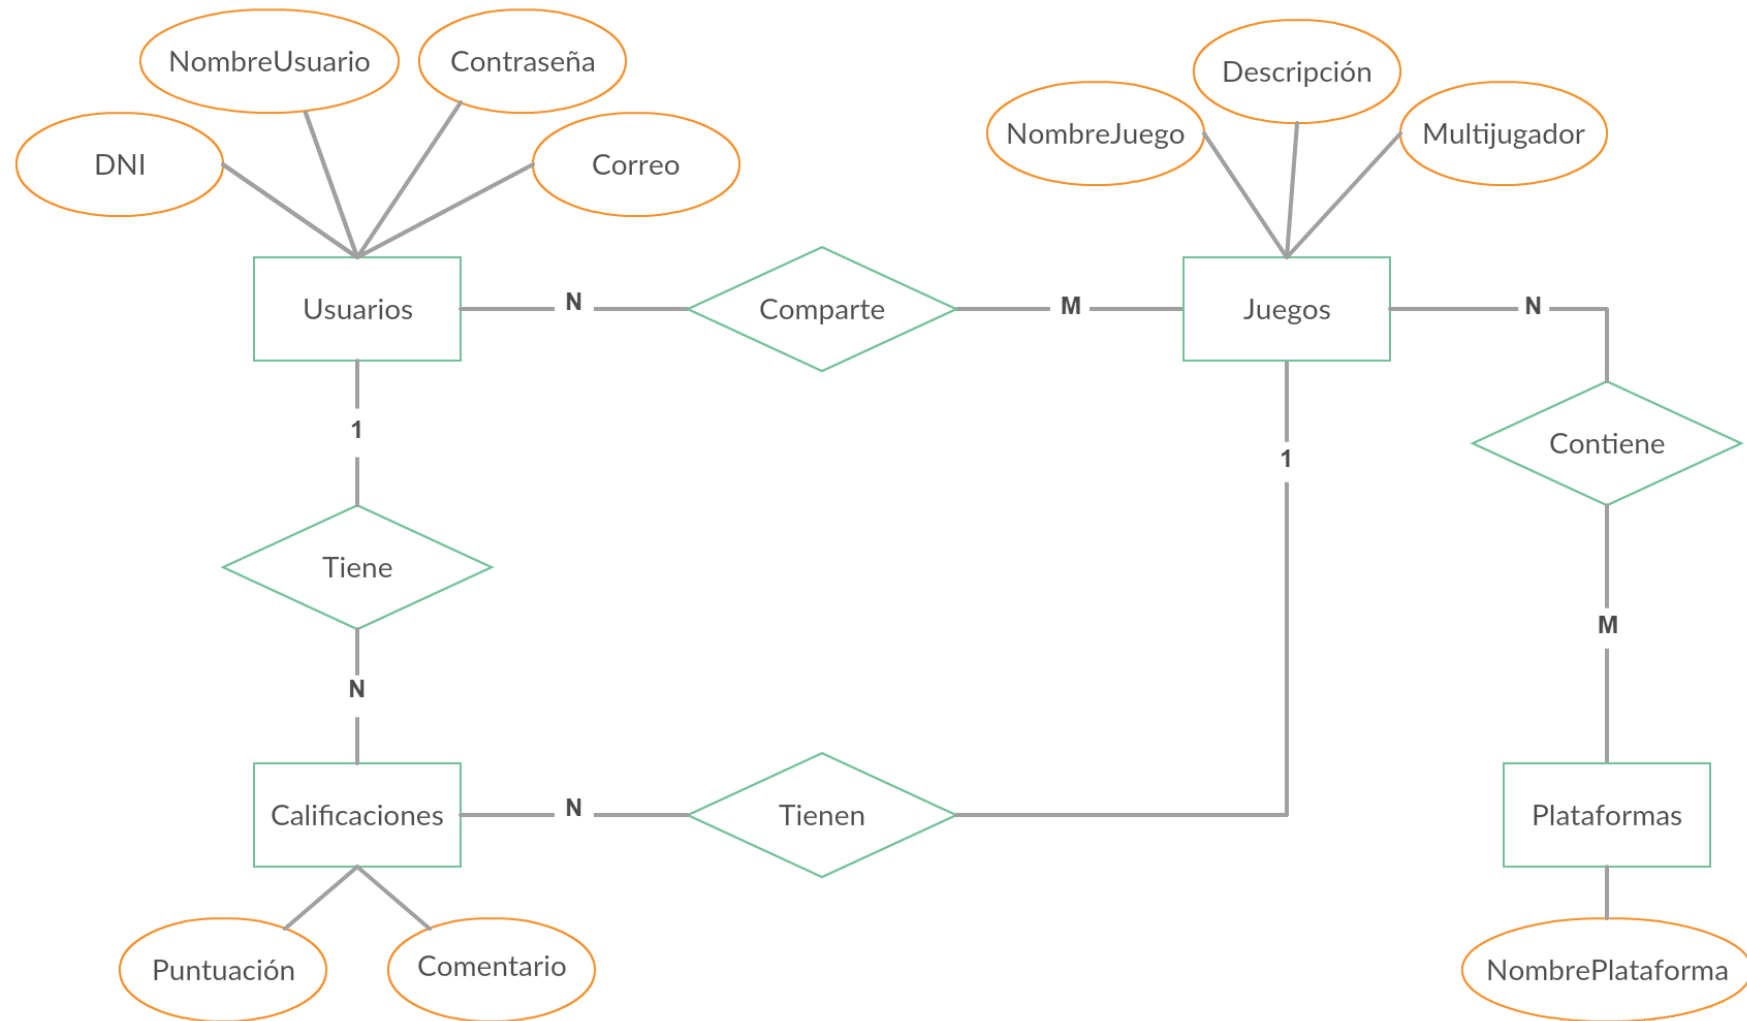 NombreUsuario
Contraseña
Descripción
NombreJuego
Multijugador
DNI
Correo
Usuarios
N
Comparte
M
Juegos
N
1
1
Contiene
Tiene
M
N
Calificaciones
N
Tienen
Plataformas
Puntuación
Comentario
NombrePlataforma